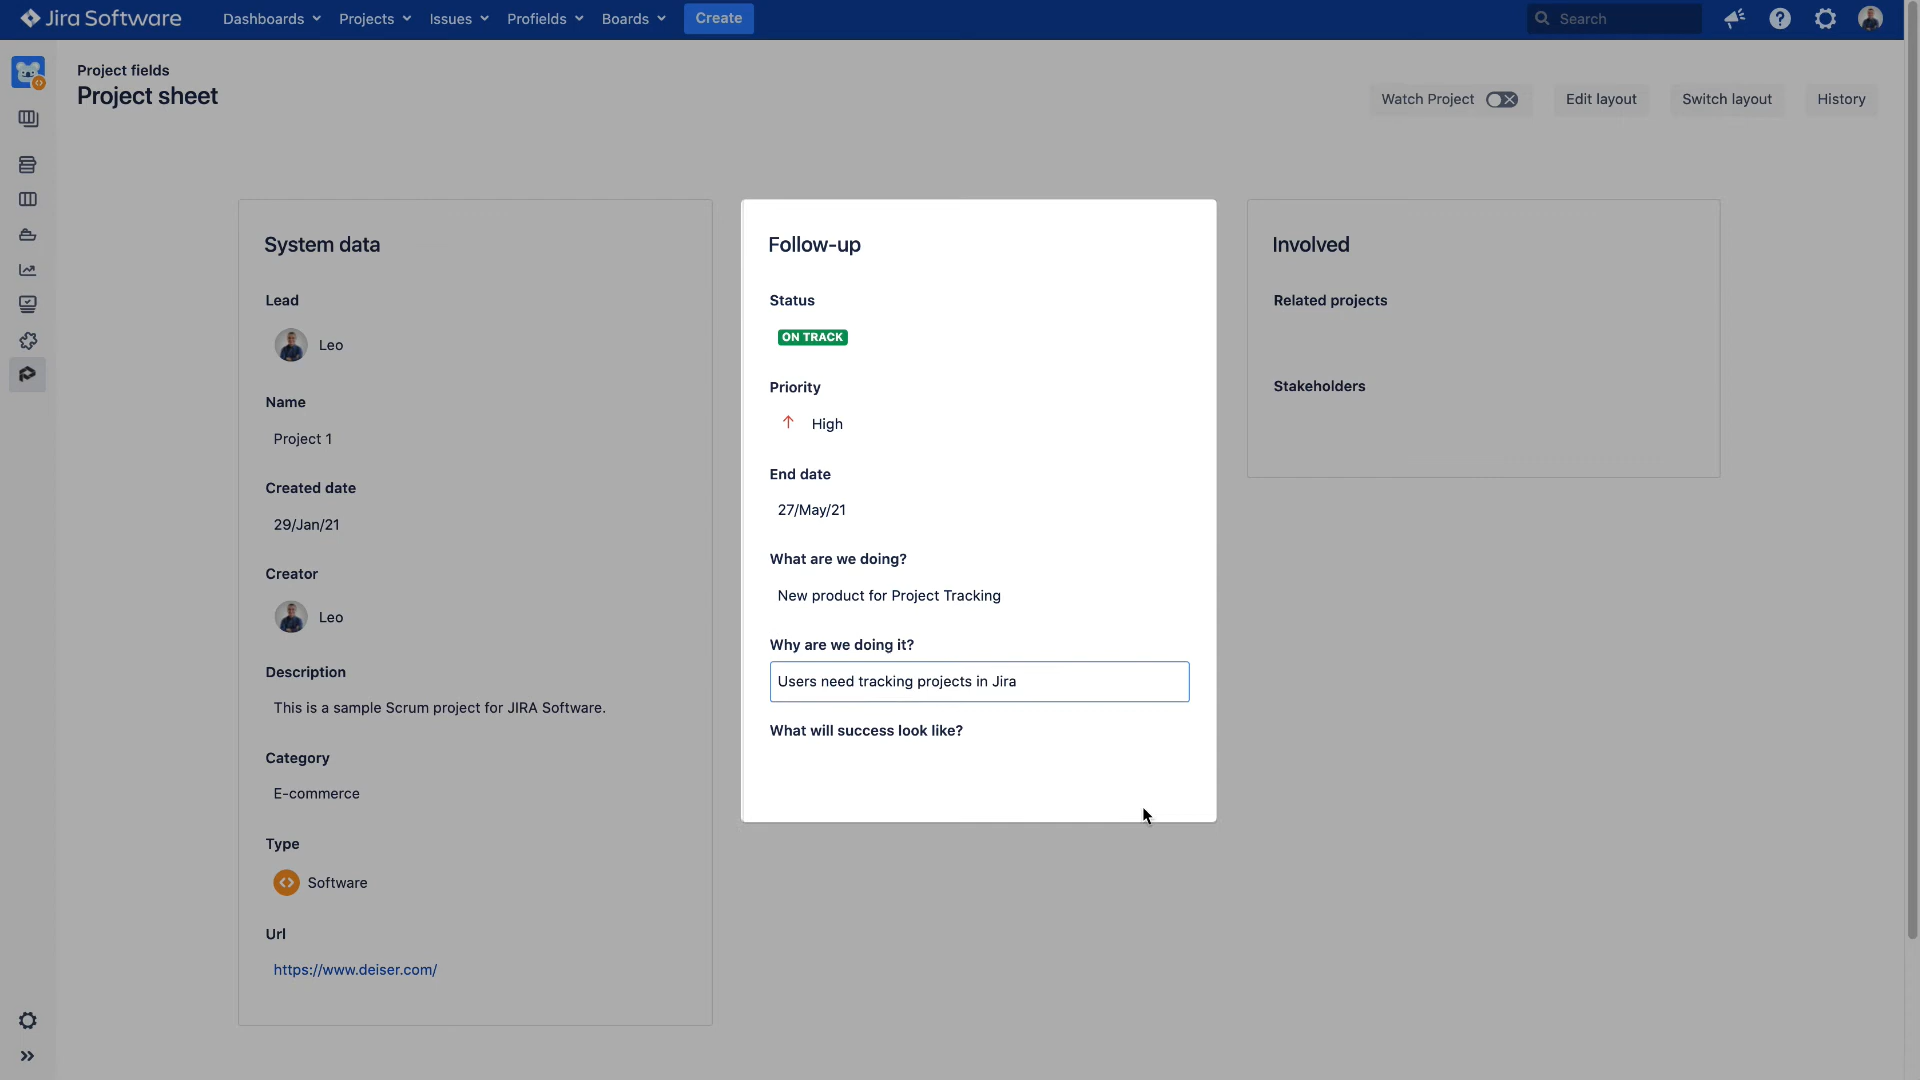 Jira Software
Dashboards
Projects
Issues
Profields
Boards
Create
Search
Project fields
Project sheet
Watch Project
Edit layout
Switch layout
History
System data
Lead
Leo
Name
Project 1
Created date
29/Jan/21
Creator
Leo
Description
This is a sample Scrum project for JIRA Software.
Category
E-commerce
Type
Software
Url
https://www.deiser.com/
Follow-up
Status
ON TRACK
Priority
High
End date
27/May/21
What are we doing?
New product for Project Tracking
Why are we doing it?
Users need tracking projects in Jira
What will success look like?
Involved
Related projects
Stakeholders